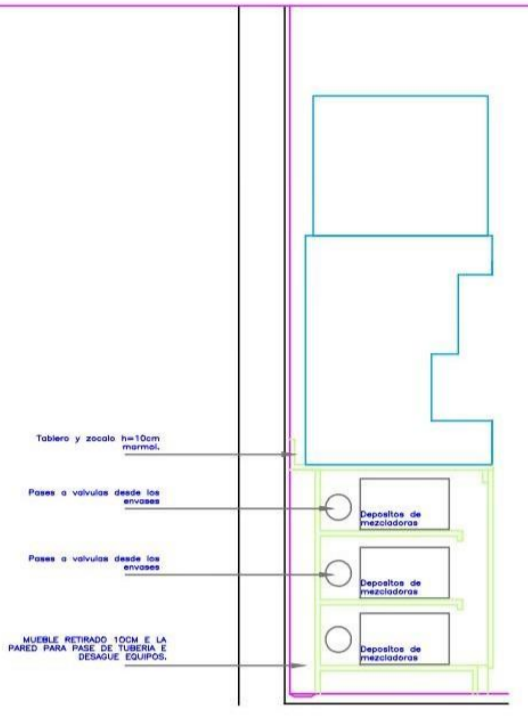 Tablero y zocalo h=10cm
marmol.
Pases a valvulas desde los
envases
Depositos de
mezcladoras
Pases a valvulas desde los
envases
Depositos de
mezcladoras
MUEBLE RETIRADO 10CM E LA
PARED PARA PASE DE TUBERIA E
DESAGUE EQUIPOS.
Depositos de
mezcladoras